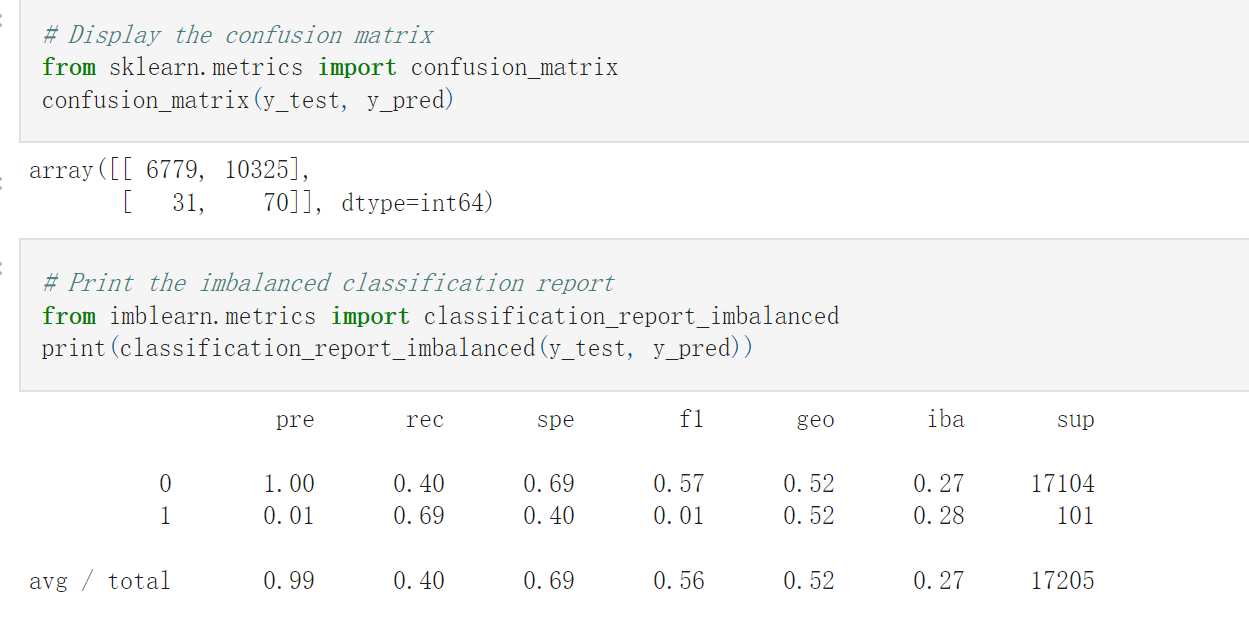 # Display the confusion matrix
from sklearn.metrics import confusion_matrix
confusion_matrix(y_test, y_pred)
array([[ 6779, 10325],
       [   31,    70]], dtype=int64)
# Print the imbalanced classification report
from imblearn.metrics import classification_report_imbalanced
print(classification_report_imbalanced(y_test, y_pred))
                   pre       rec       spe        f1       geo       iba       sup
          0       1.00      0.40      0.69      0.57      0.52      0.27     17104
          1       0.01      0.69      0.40      0.01      0.52      0.28       101
avg / total       0.99      0.40      0.69      0.56      0.52      0.27     17205